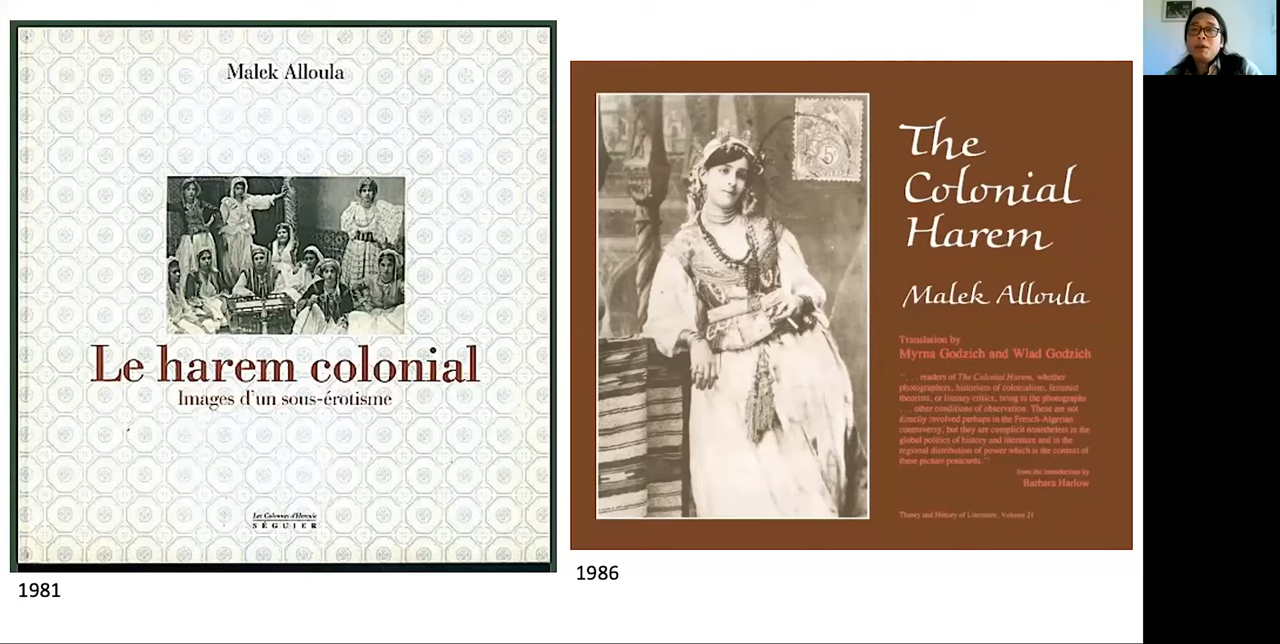 Malek Alloula
Le harem colonial
Images d'un sous-érotisme
Les Colonnes d'Hercule
SÉGUIER
1981
5
The
Colonial
Harem
Malek Alloula
Translation by
Myrna Godzich and Wlad Godzich
". . . readers of The Colonial Harem, whether
photographers, historians of colonialism, feminist
theorists, or literary critics, bring to the photographs
. . . other conditions of observation. These are not
directly involved perhaps in the French-Algerian
controversy, but they are complicit nonetheless in the
global politics of history and literature and in the
regional distribution of power which is the context of
these picture postcards."
from the introduction by
Barbara Harlow
Theory and History of Literature, Volume 21
1986